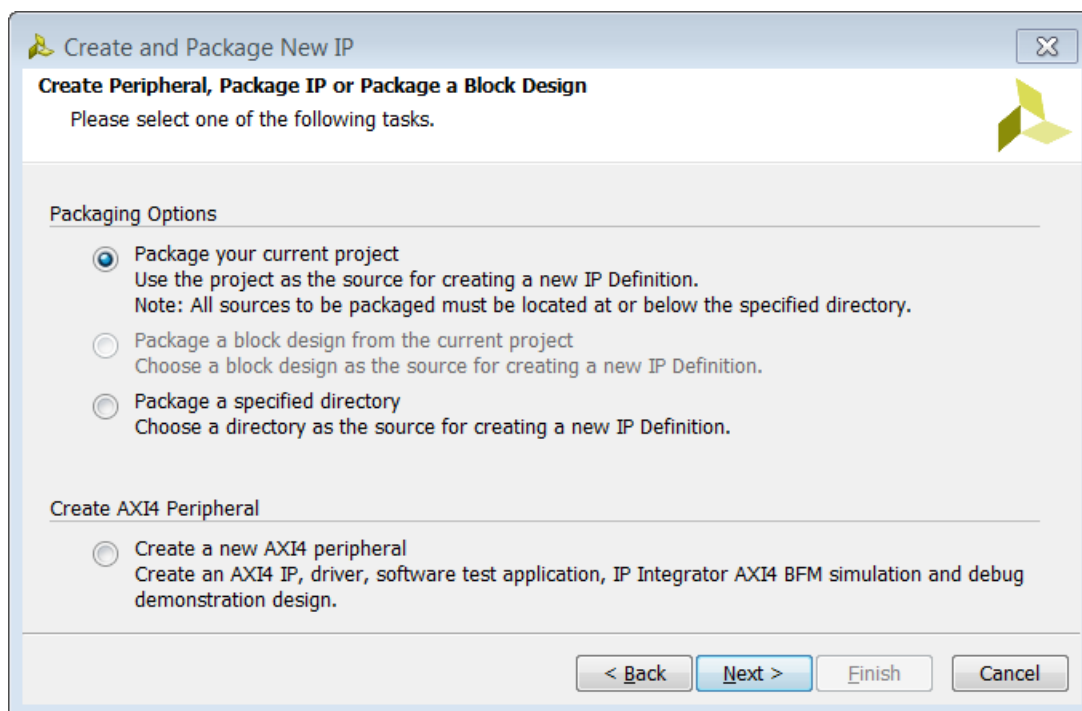 Create and Package New IP
Create Peripheral, Package IP or Package a Block Design
Please select one of the following tasks.
Packaging Options
Package your current project
Use the project as the source for creating a new IP Definition.
Note: All sources to be packaged must be located at or below the specified directory.
Package a block design from the current project
Choose a block design as the source for creating a new IP Definition.
Package a specified directory
Choose a directory as the source for creating a new IP Definition.
Create AXI4 Peripheral
Create a new AXI4 peripheral
Create an AXI4 IP, driver, software test application, IP Integrator AXI4 BFM simulation and debug
demonstration design.
< Back Next > Finish Cancel